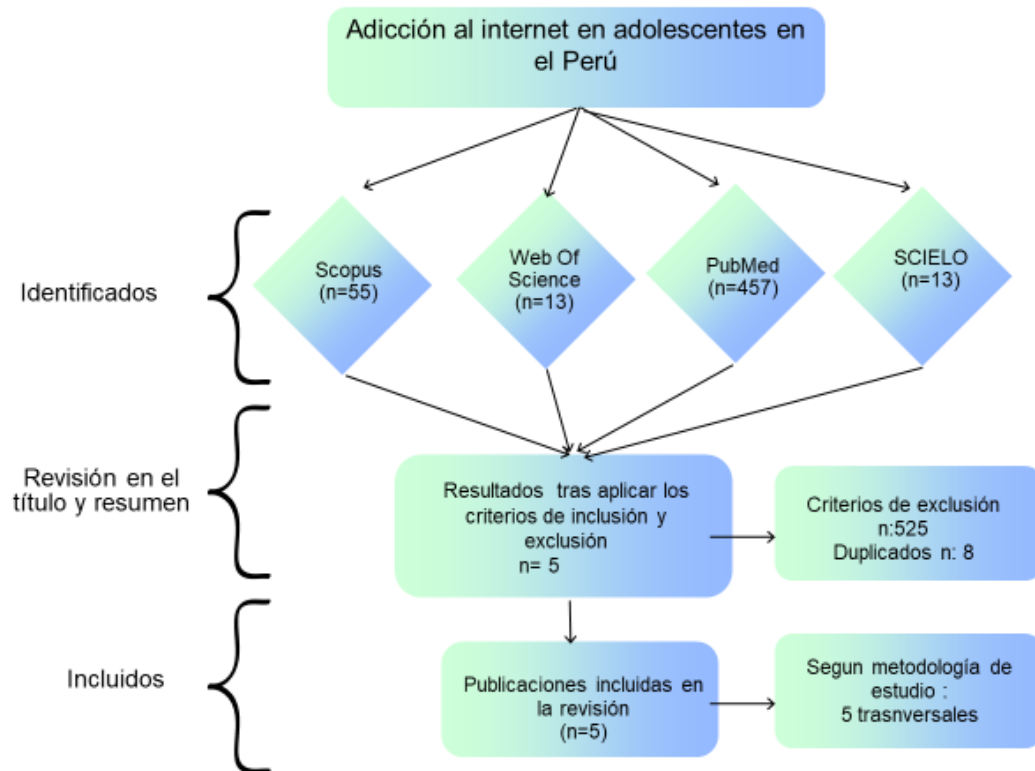 Adicción al internet en adolescentes en
el Perú
Identificados
Scopus
(n=55)
Web Of
Science
(n=13)
PubMed
(n=457)
SCIELO
(n=13)
Revisión en el
título y resumen
Resultados tras aplicar los
criterios de inclusión y
exclusión
n= 5
Criterios de exclusión
n:525
Duplicados n: 8
Incluidos
Publicaciones incluidas en
la revisión
(n=5)
Segun metodología de
estudio :
5 trasnversales